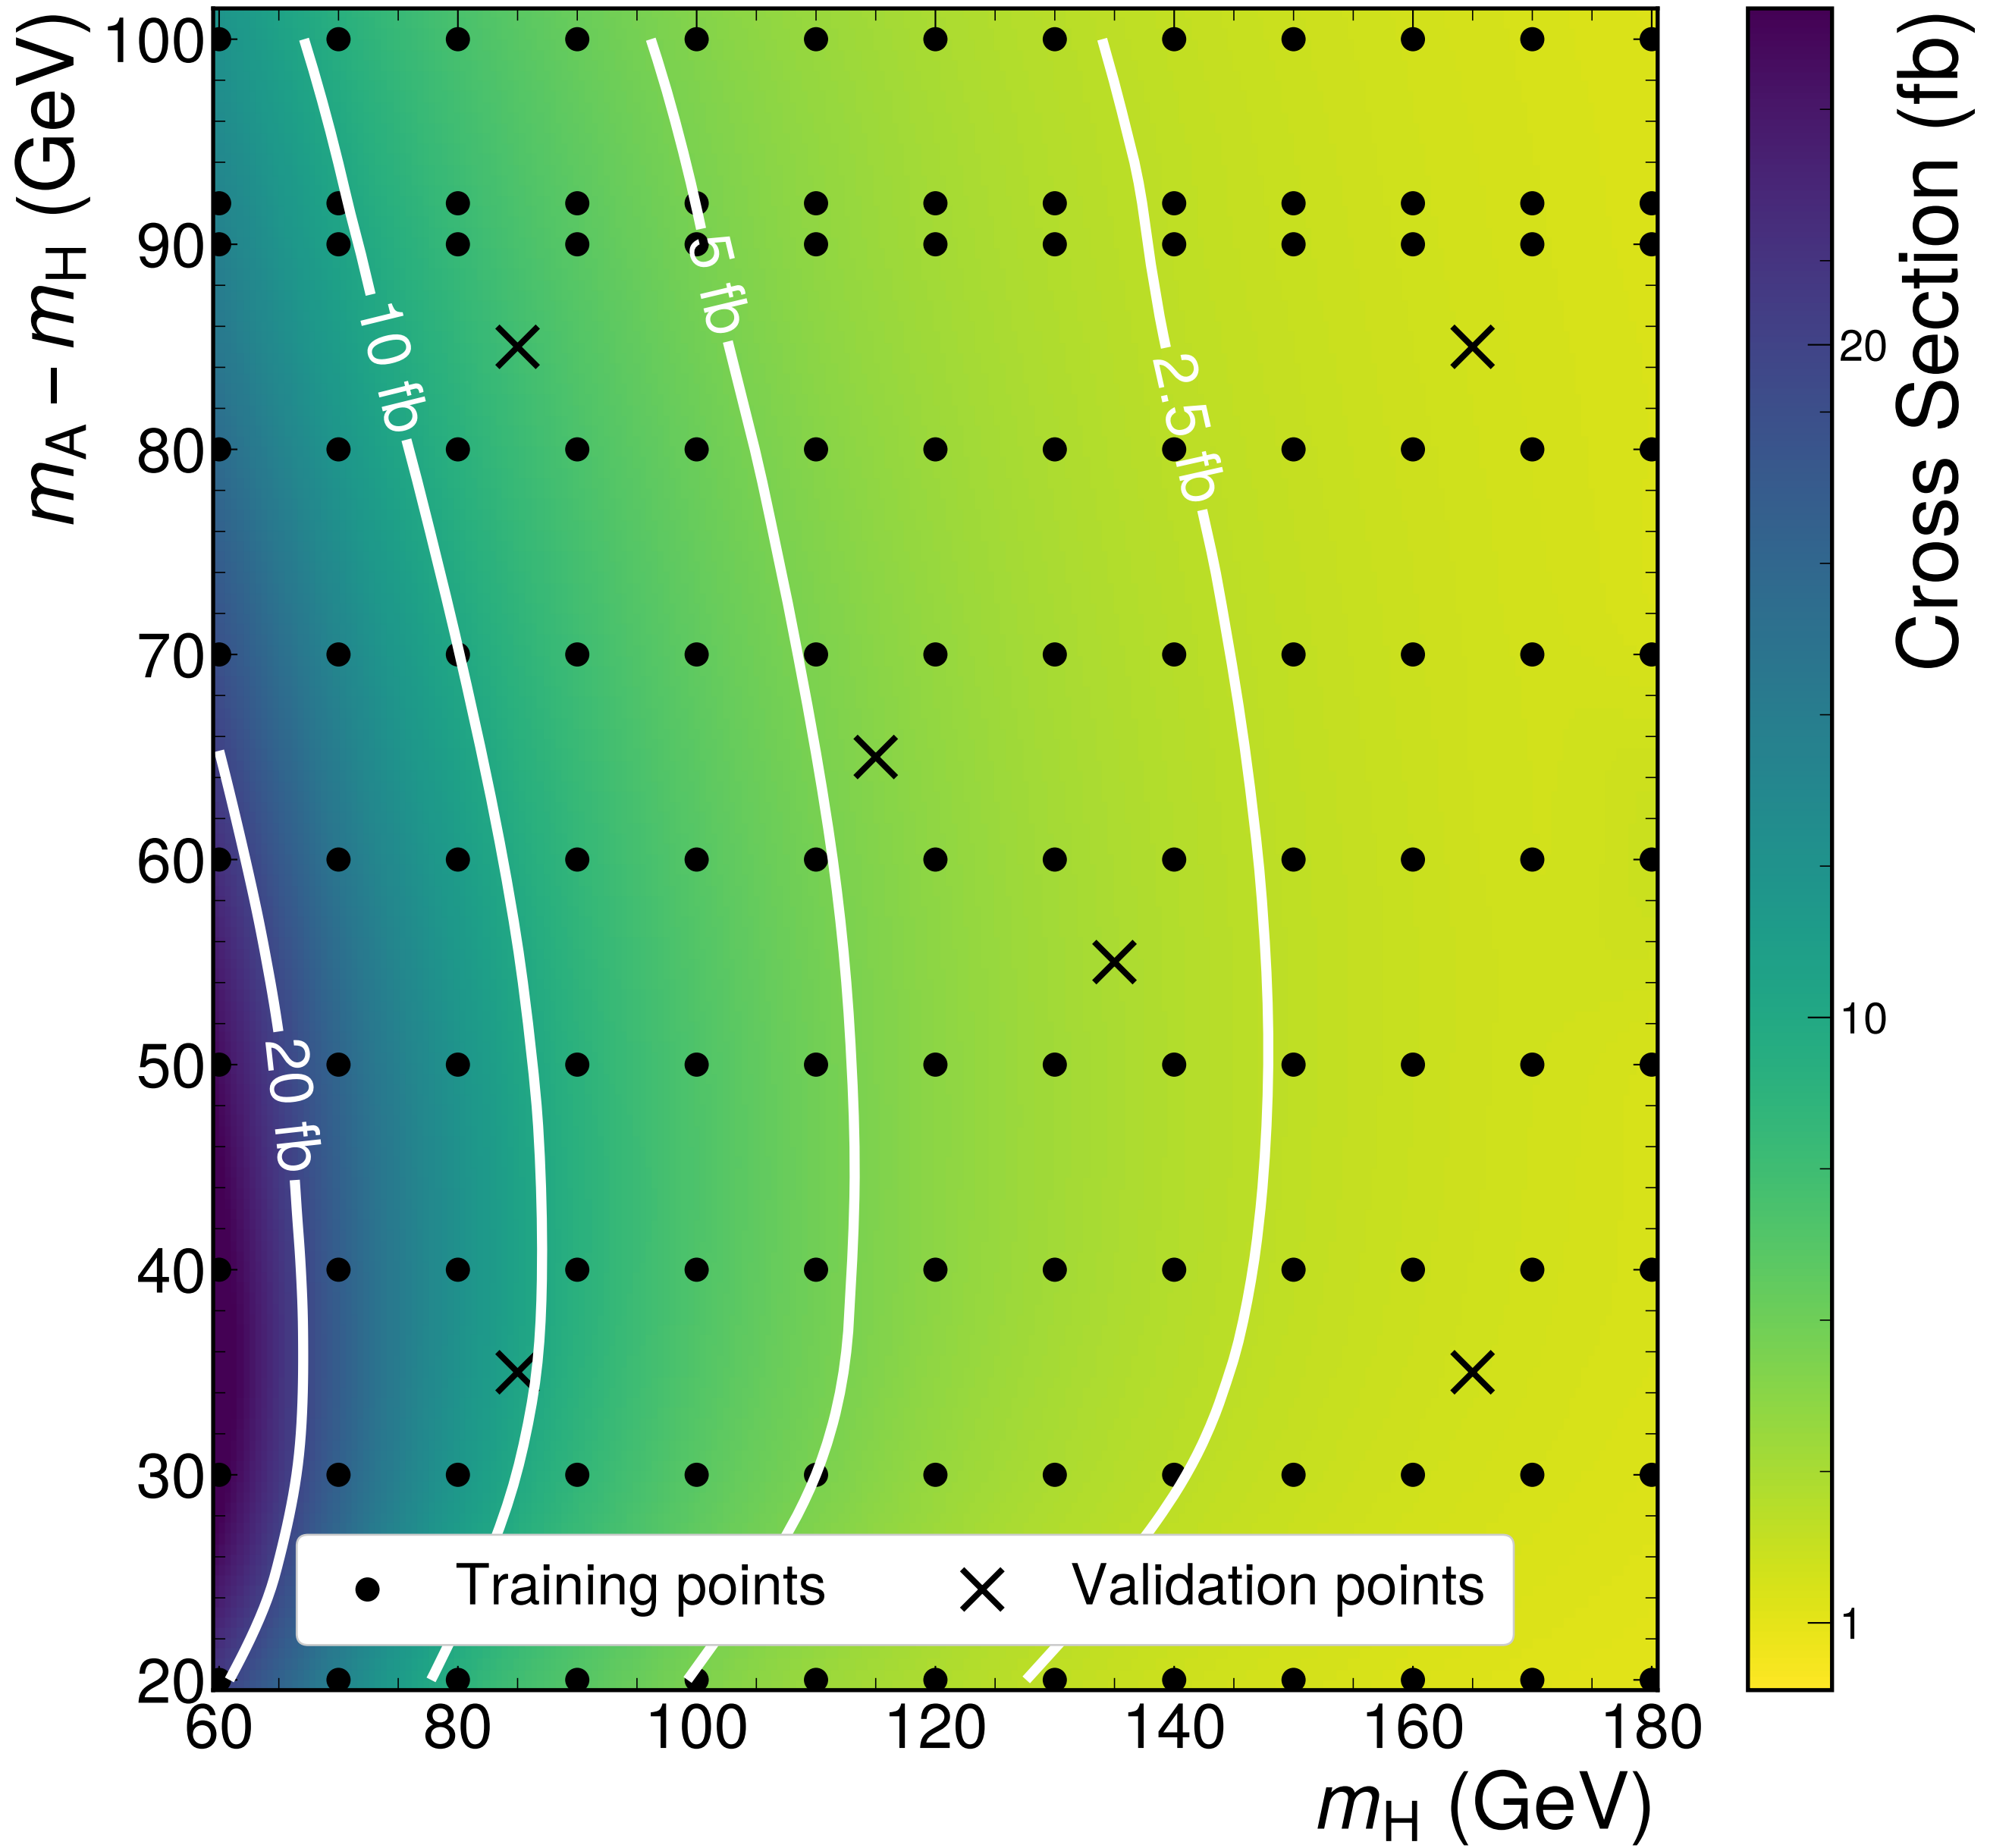 m_A − m_H (GeV)
100
90
80
70
60
50
40
30
20
10 fb
5 fb
2.5 fb
20 fb
Training points
Validation points
60 80 100 120 140 160 180
m_H (GeV)
20
10
1
Cross Section (fb)